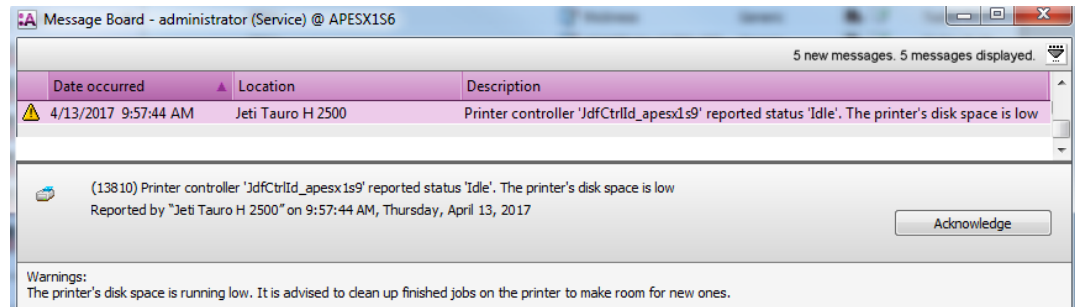 :A Message Board - administrator (Service) @ APESX1S6
5 new messages. 5 messages displayed.
Date occurred Location Description
4/13/2017 9:57:44 AM Jeti Tauro H 2500 Printer controller 'JdfCtrlId_apesx1s9' reported status 'Idle'. The printer's disk space is low
(13810) Printer controller 'JdfCtrlId_apesx1s9' reported status 'Idle'. The printer's disk space is low
Reported by "Jeti Tauro H 2500" on 9:57:44 AM, Thursday, April 13, 2017
Acknowledge
Warnings:
The printer's disk space is running low. It is advised to clean up finished jobs on the printer to make room for new ones.